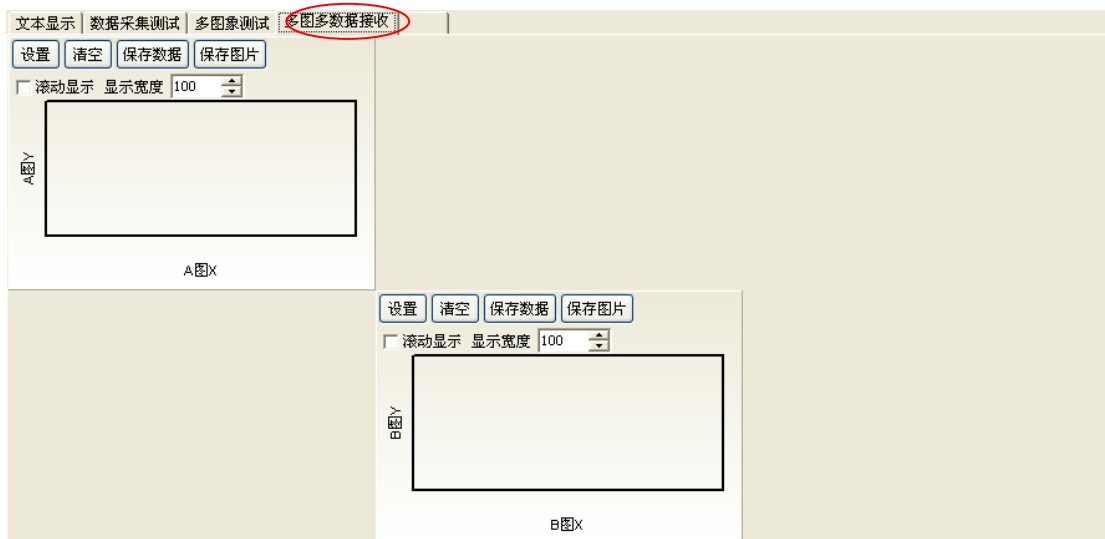 文本显示 数据采集测试 多图象测试 多图多数据接收
设置 清空 保存数据 保存图片
滚动显示 显示宽度 100
A图Y
A图X
设置 清空 保存数据 保存图片
滚动显示 显示宽度 100
B图Y
B图X